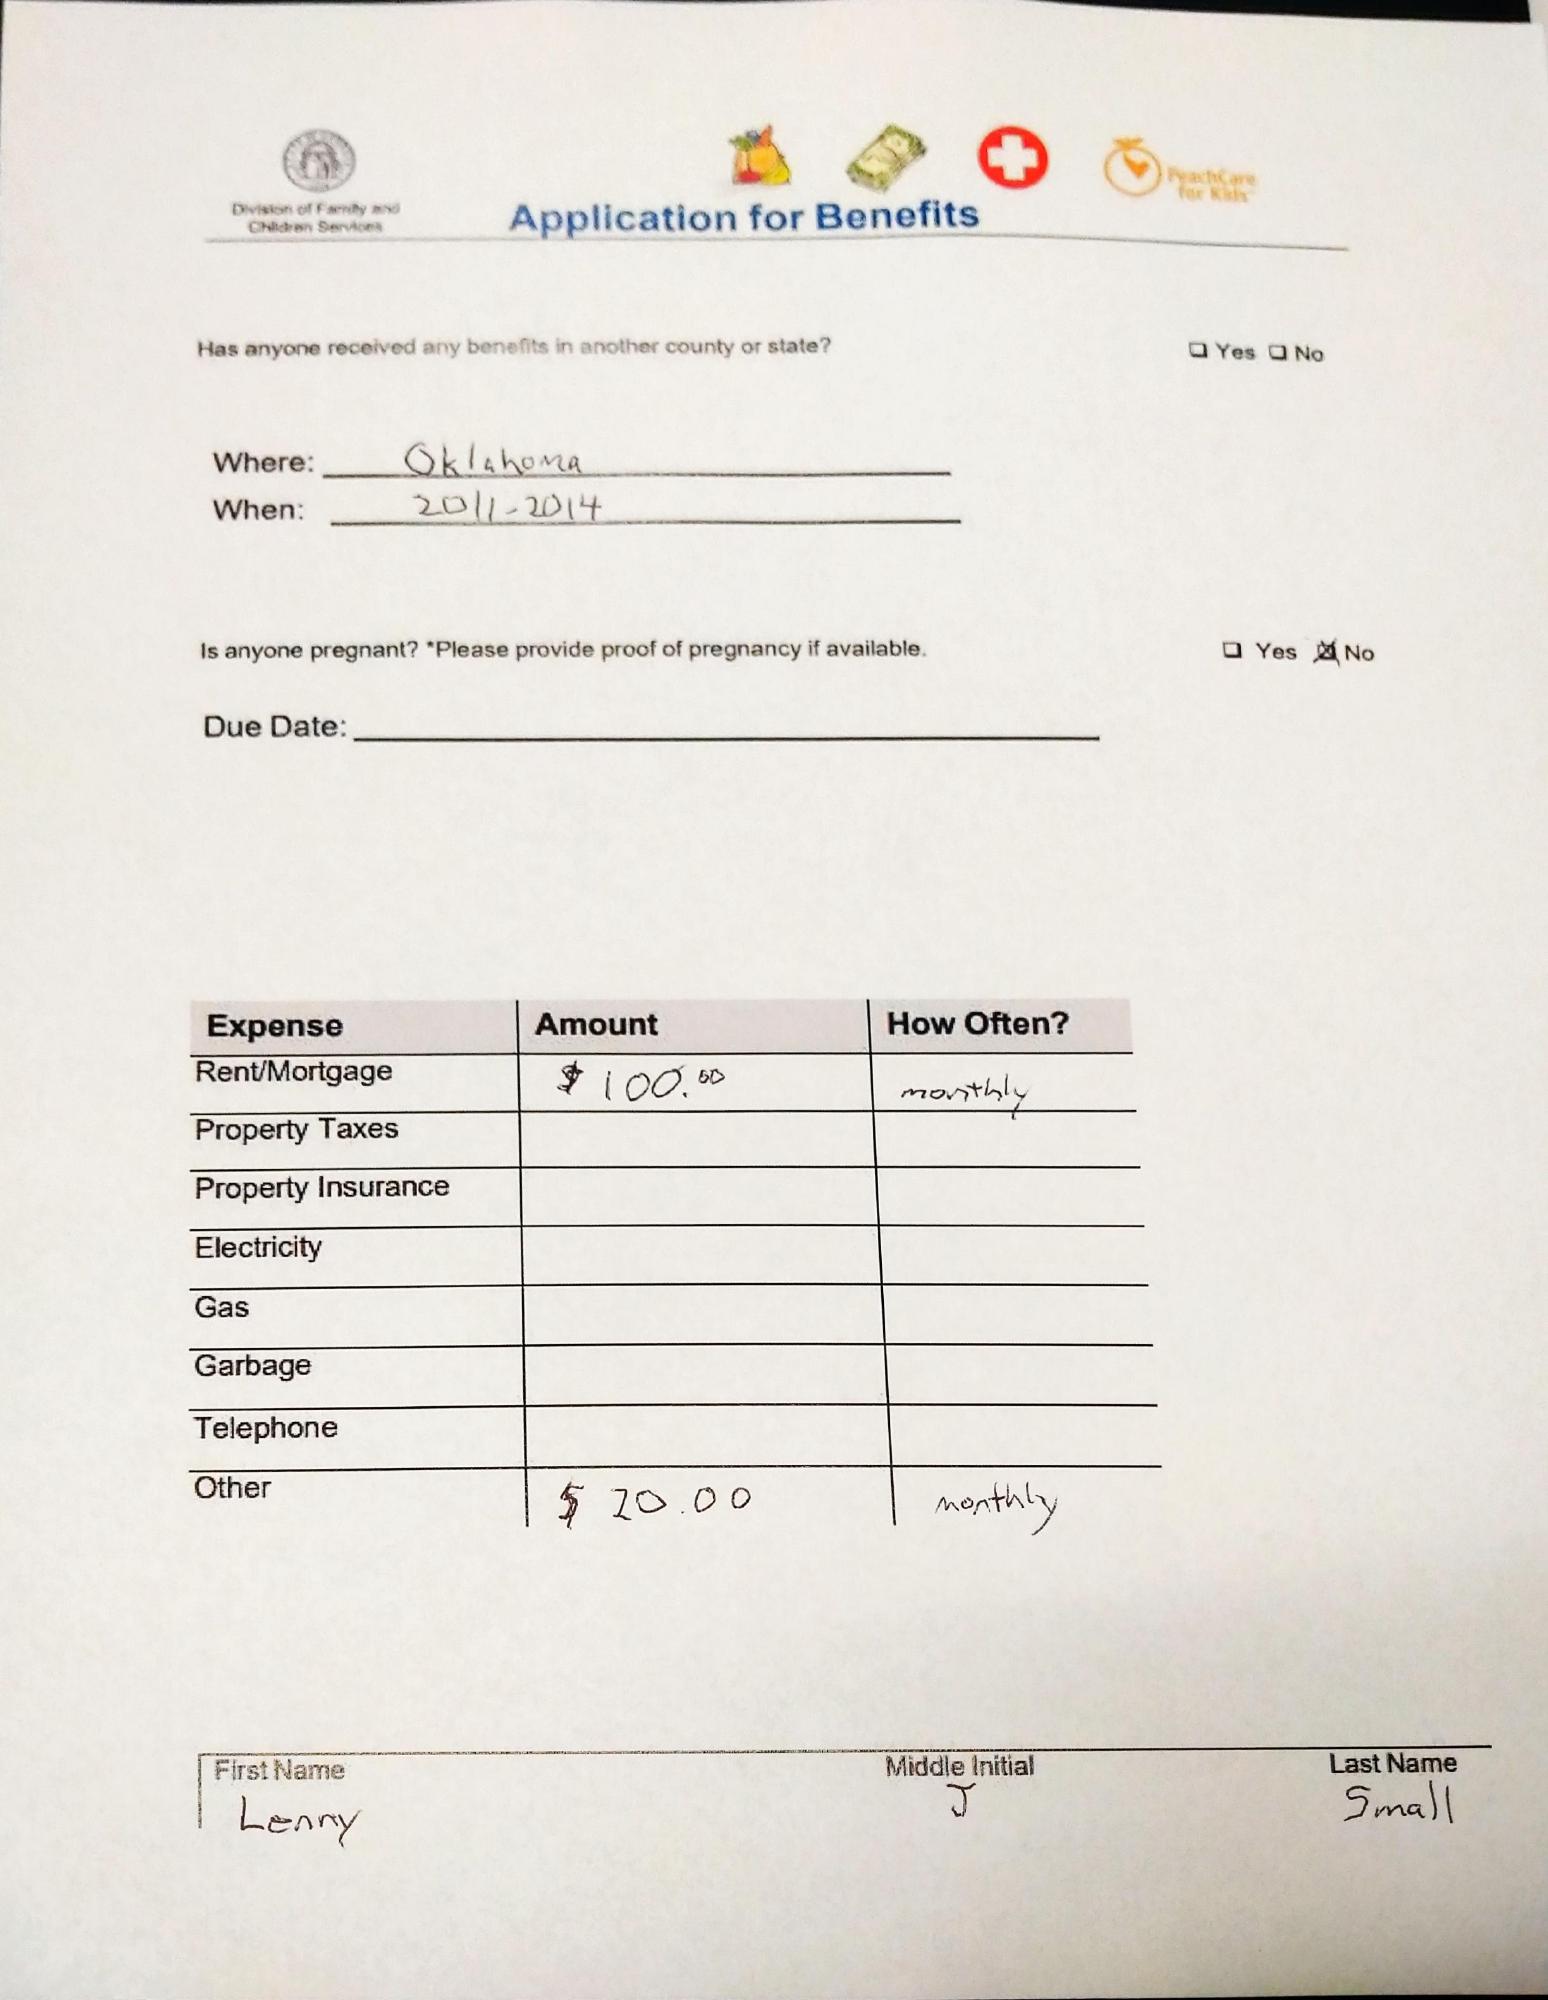 Division of Family and
Children Services
PeachCare
for Kids
Application for Benefits
Has anyone received any benefits in another county or state? ❑ Yes ❑ No
Where: Oklahoma
When: 2011-2014
Is anyone pregnant? *Please provide proof of pregnancy if available. ❑ Yes ☒ No
Due Date:
Expense Amount How Often?
Rent/Mortgage $ 100.00 monthly
Property Taxes
Property Insurance
Electricity
Gas
Garbage
Telephone
Other $ 20.00 monthly
First Name Middle Initial Last Name
Lenny J Small